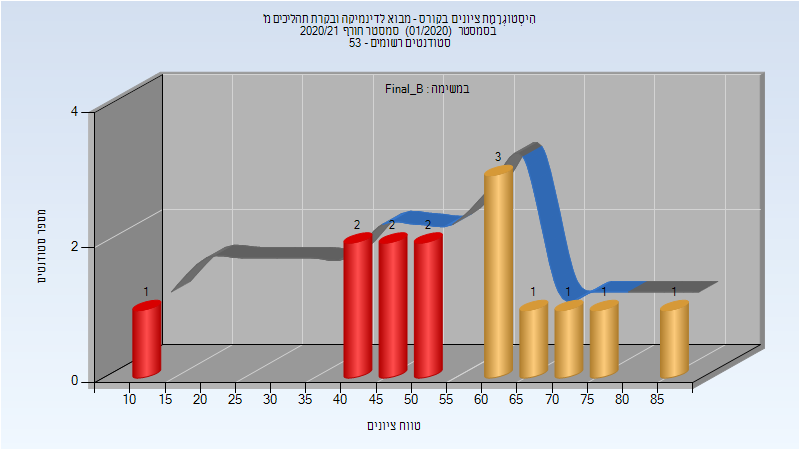 היסטוגרמת ציונים בקורס - מבוא לדינמיקה ובקרת תהליכים מ'
בסמסטר (01/2020) סמסטר חורף 2020/21
סטודנטים רשומים - 53
במשימה : Final_B
מספר סטודנטים
4
2
0
1
2
2
2
3
1
1
1
1
10 15 20 25 30 35 40 45 50 55 60 65 70 75 80 85
טווח ציונים